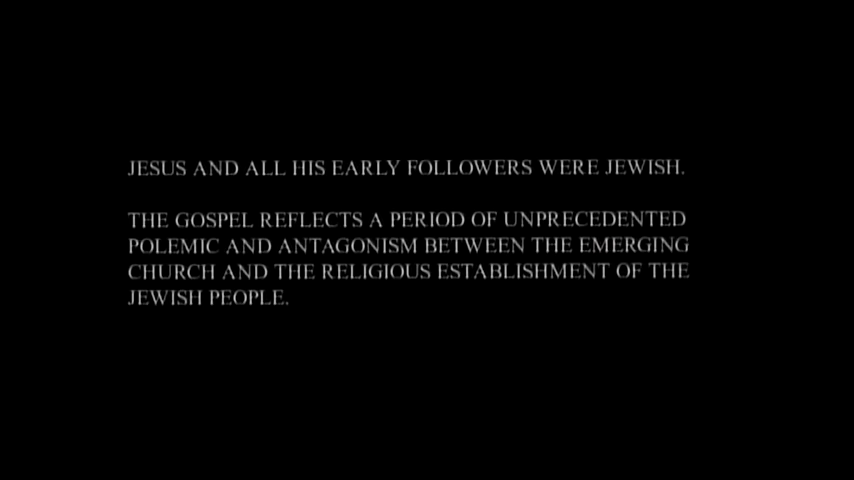 JESUS AND ALL HIS EARLY FOLLOWERS WERE JEWISH.
THE GOSPEL REFLECTS A PERIOD OF UNPRECEDENTED
POLEMIC AND ANTAGONISM BETWEEN THE EMERGING
CHURCH AND THE RELIGIOUS ESTABLISHMENT OF THE
JEWISH PEOPLE.